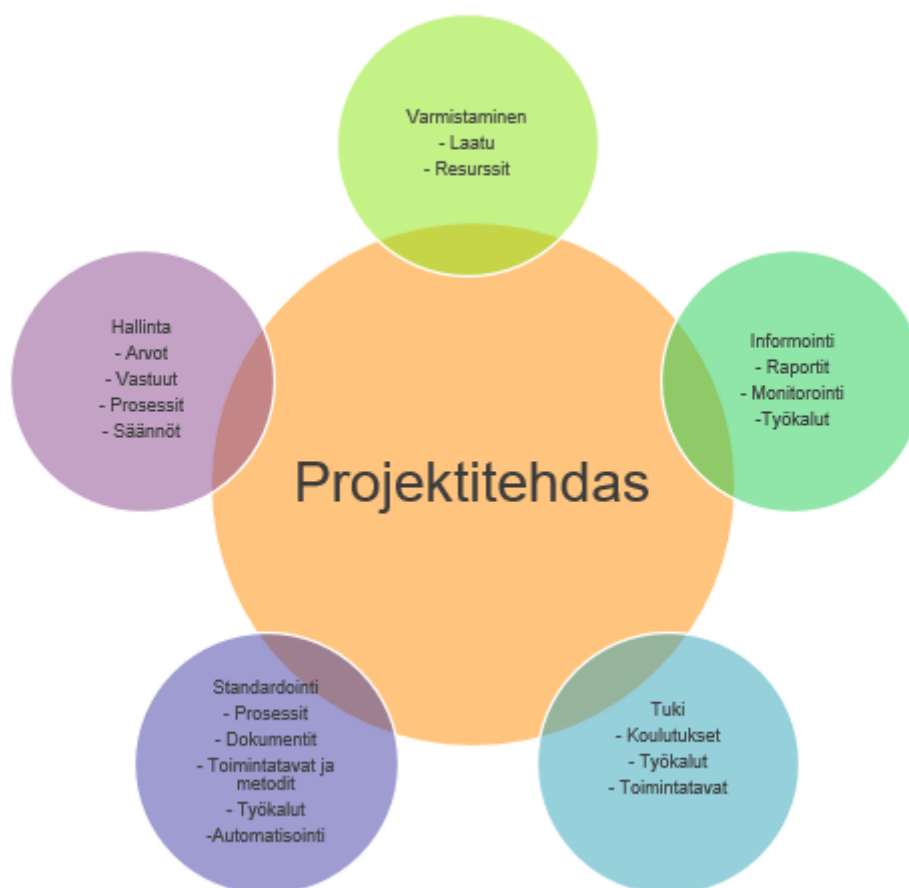 Varmistaminen
- Laatu
- Resurssit
Hallinta
- Arvot
- Vastuut
- Prosessit
- Säännöt
Informointi
- Raportit
- Monitorointi
-Työkalut
Projektitehdas
Standardointi
- Prosessit
- Dokumentit
- Toimintatavat ja
metodit
- Työkalut
-Automatisointi
Tuki
- Koulutukset
- Työkalut
- Toimintatavat